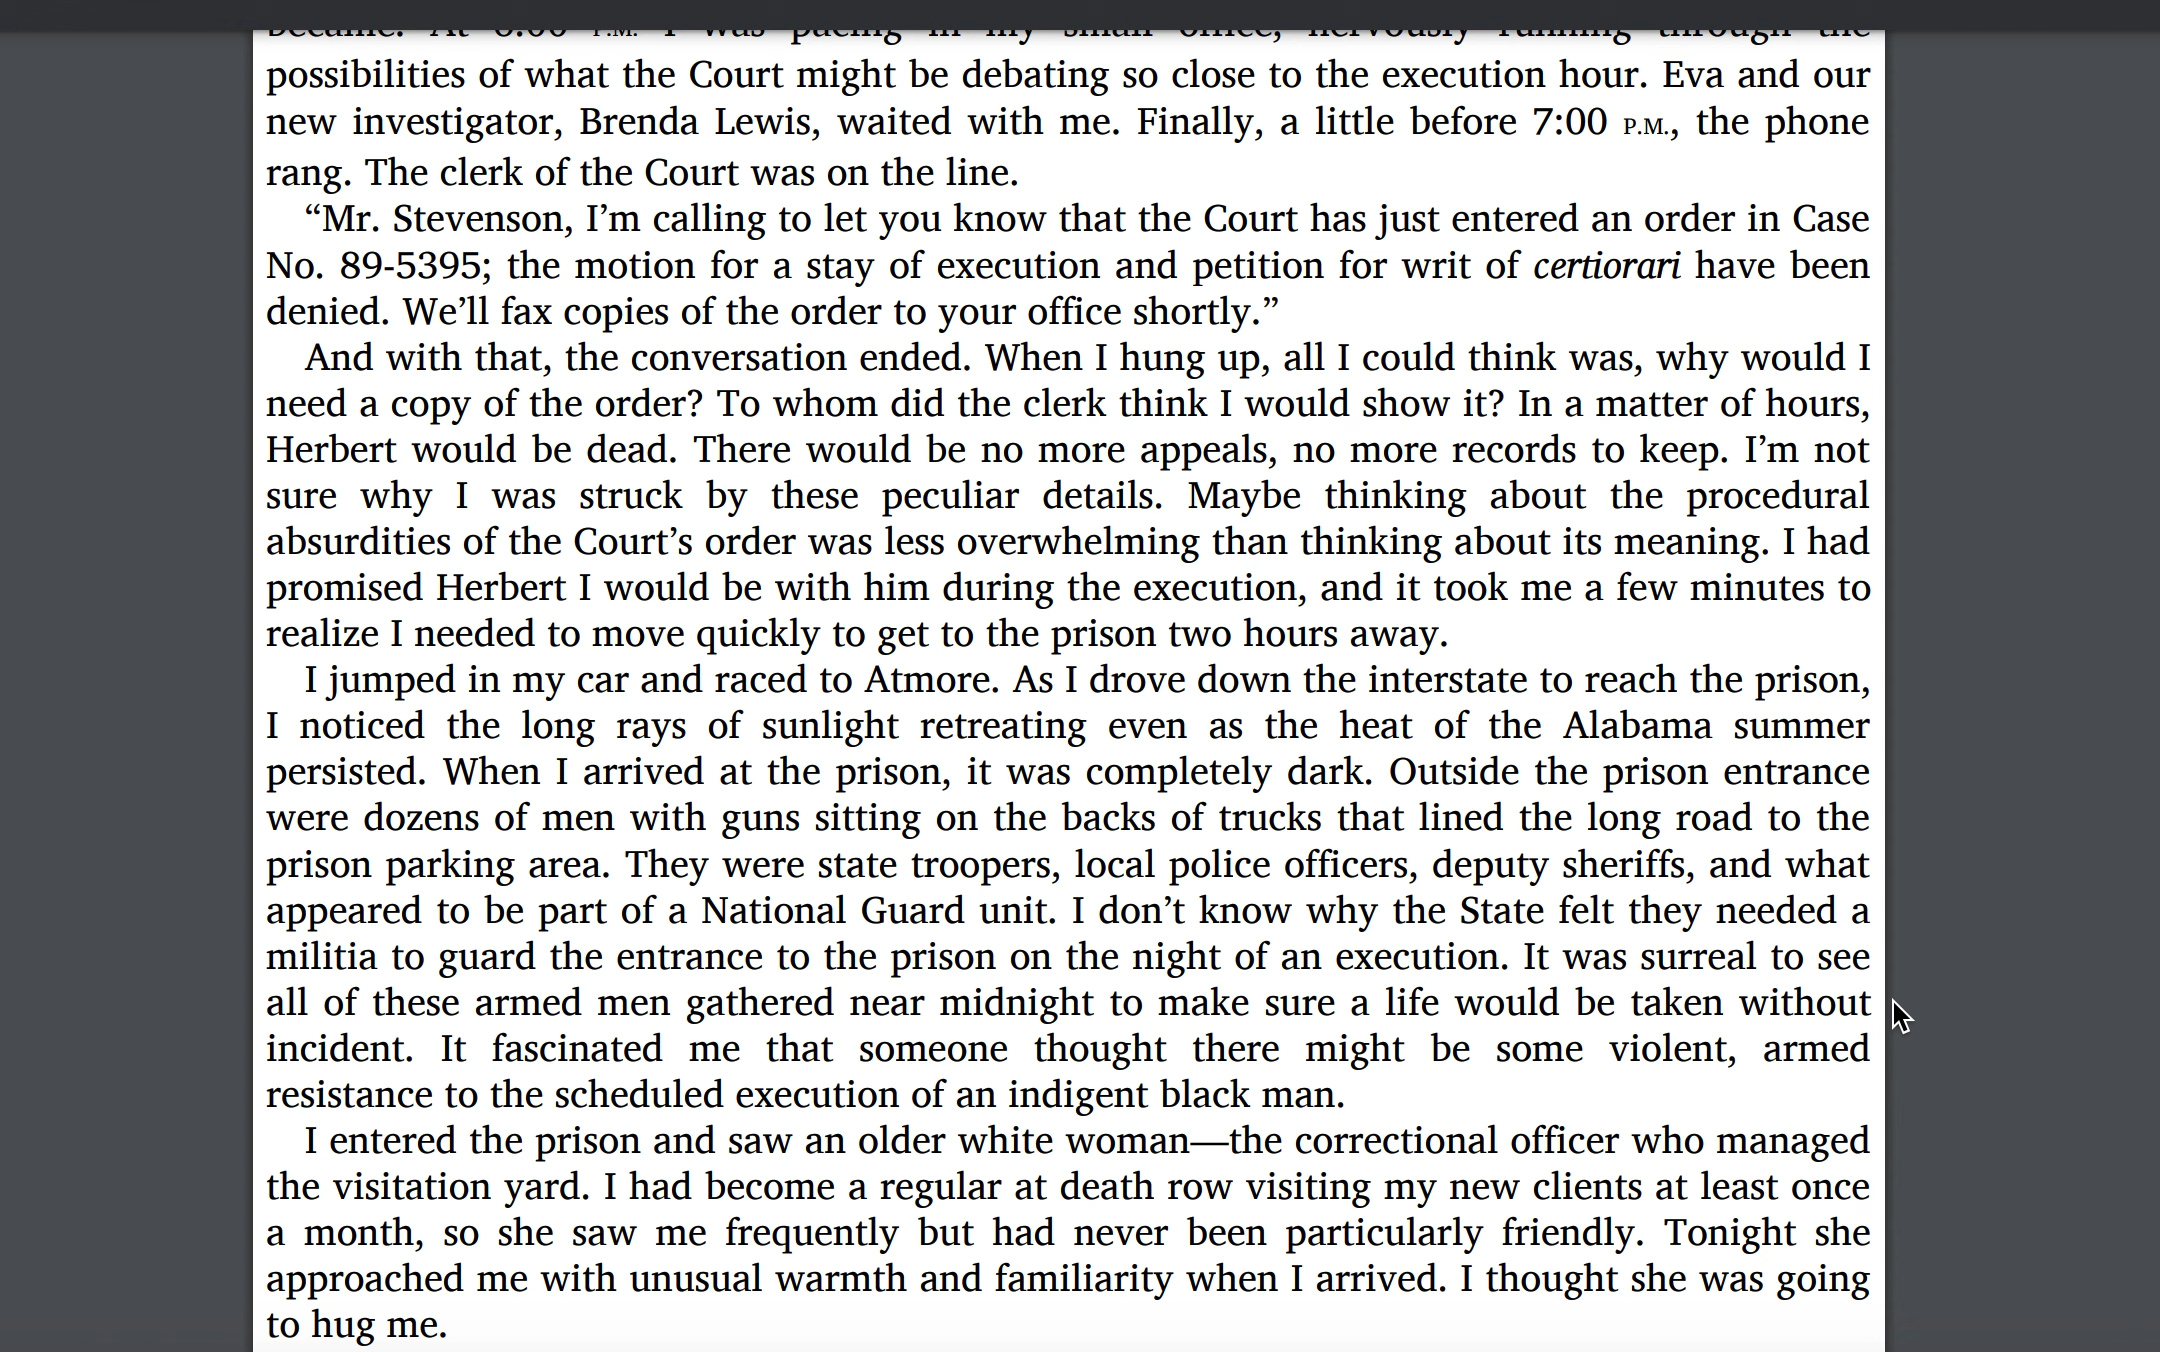 became. At 6:00 P.M. I was pacing in my small office, nervously running through the
possibilities of what the Court might be debating so close to the execution hour. Eva and our
new investigator, Brenda Lewis, waited with me. Finally, a little before 7:00 P.M., the phone
rang. The clerk of the Court was on the line.
“Mr. Stevenson, I’m calling to let you know that the Court has just entered an order in Case
No. 89-5395; the motion for a stay of execution and petition for writ of certiorari have been
denied. We’ll fax copies of the order to your office shortly.”
And with that, the conversation ended. When I hung up, all I could think was, why would I
need a copy of the order? To whom did the clerk think I would show it? In a matter of hours,
Herbert would be dead. There would be no more appeals, no more records to keep. I’m not
sure why I was struck by these peculiar details. Maybe thinking about the procedural
absurdities of the Court’s order was less overwhelming than thinking about its meaning. I had
promised Herbert I would be with him during the execution, and it took me a few minutes to
realize I needed to move quickly to get to the prison two hours away.
I jumped in my car and raced to Atmore. As I drove down the interstate to reach the prison,
I noticed the long rays of sunlight retreating even as the heat of the Alabama summer
persisted. When I arrived at the prison, it was completely dark. Outside the prison entrance
were dozens of men with guns sitting on the backs of trucks that lined the long road to the
prison parking area. They were state troopers, local police officers, deputy sheriffs, and what
appeared to be part of a National Guard unit. I don’t know why the State felt they needed a
militia to guard the entrance to the prison on the night of an execution. It was surreal to see
all of these armed men gathered near midnight to make sure a life would be taken without
incident. It fascinated me that someone thought there might be some violent, armed
resistance to the scheduled execution of an indigent black man.
I entered the prison and saw an older white woman—the correctional officer who managed
the visitation yard. I had become a regular at death row visiting my new clients at least once
a month, so she saw me frequently but had never been particularly friendly. Tonight she
approached me with unusual warmth and familiarity when I arrived. I thought she was going
to hug me.